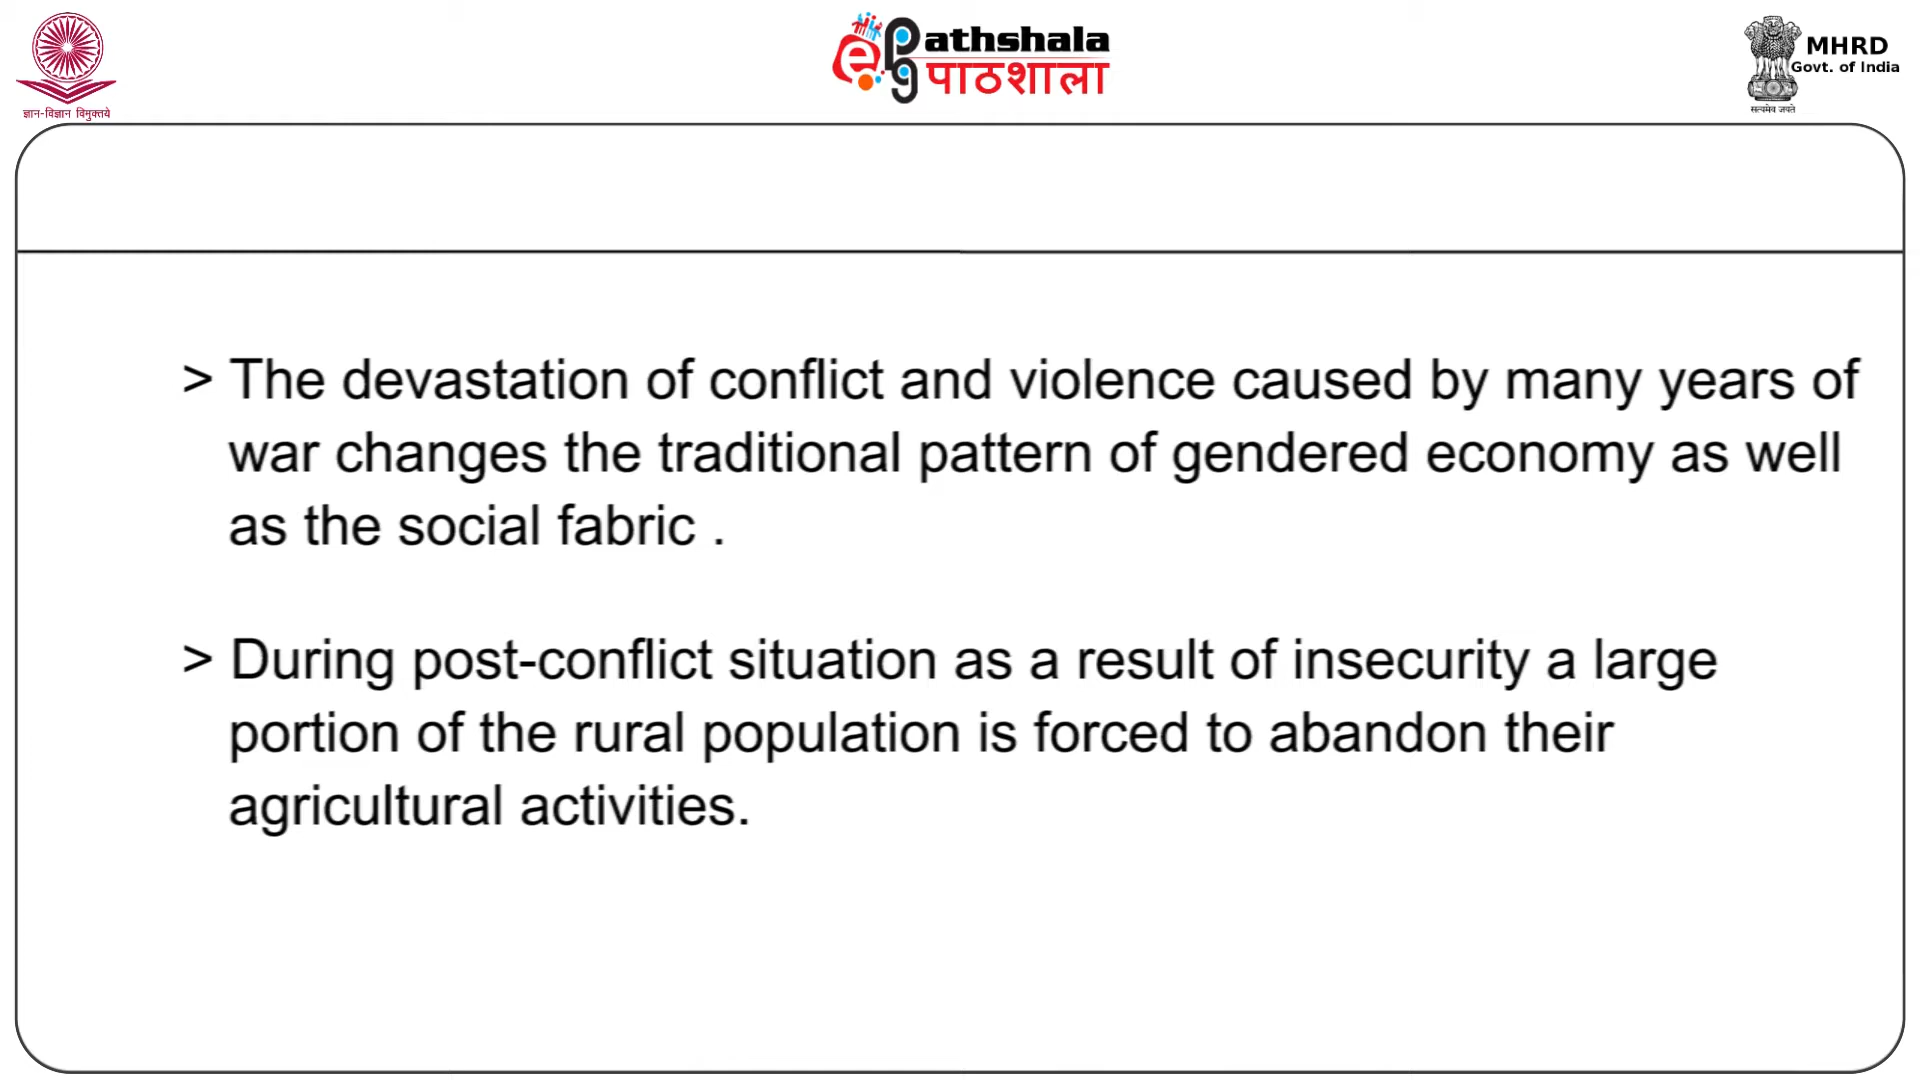 ज्ञान-विज्ञान विमुक्तये
e
Pathshala
पाठशाला
pg
MHRD
Govt. of India
सत्यमेव जयते
> The devastation of conflict and violence caused by many years of
war changes the traditional pattern of gendered economy as well
as the social fabric .
> During post-conflict situation as a result of insecurity a large
portion of the rural population is forced to abandon their
agricultural activities.